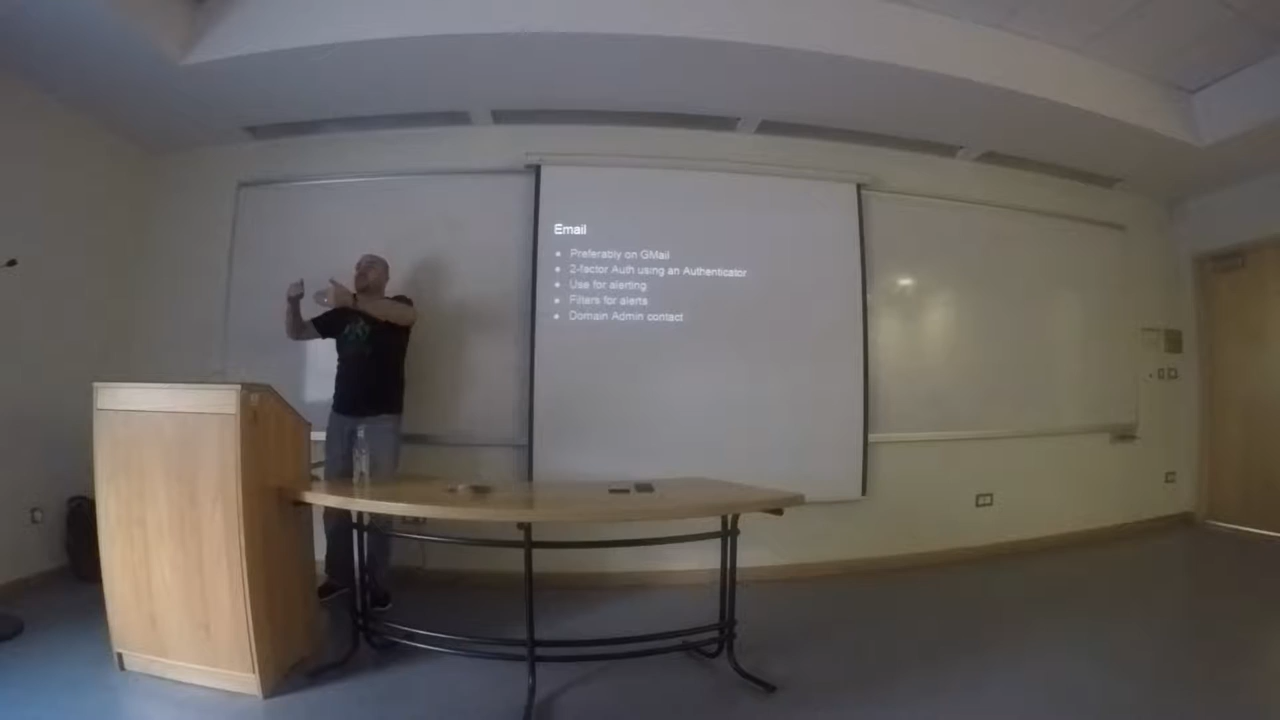 Email
Preferably on GMail
2-factor Auth using an Authenticator
Use for alerting
Filters for alerts
Domain Admin contact